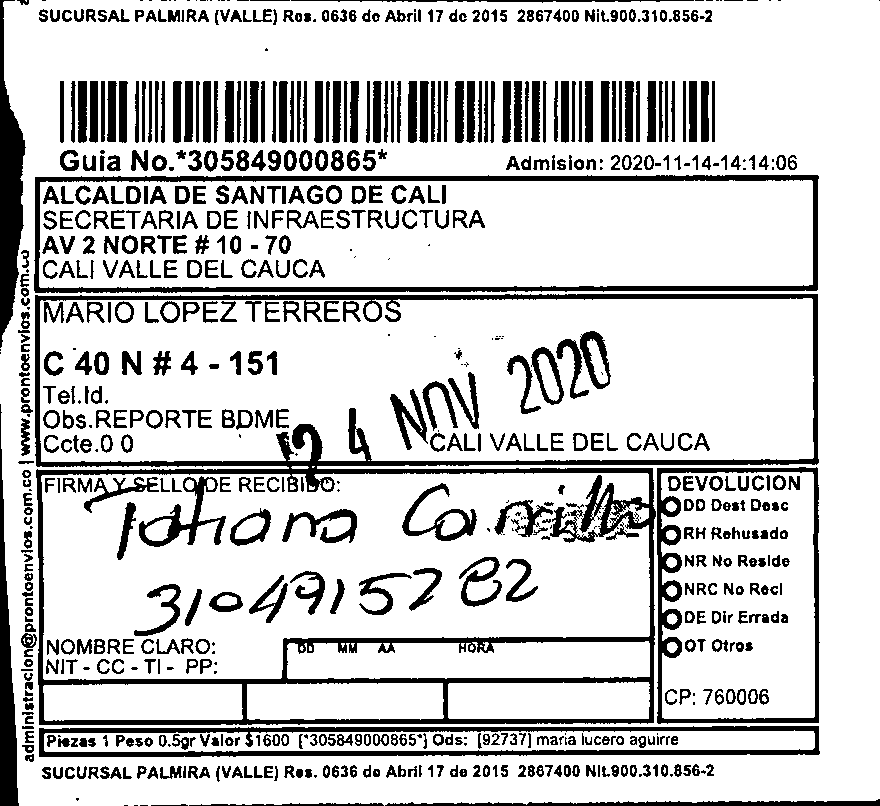 SUCURSAL PALMIRA (VALLE) Res. 0636 de Abril 17 de 2015 2867400 Nit.900.310.856-2
Guia No.*305849000865*
Admision: 2020-11-14-14:14:06
ALCALDIA DE SANTIAGO DE CALI
SECRETARIA DE INFRAESTRUCTURA
AV 2 NORTE # 10 - 70
CALI VALLE DEL CAUCA
MARIO LOPEZ TERREROS
C 40 N # 4 - 151
Tel.Id.
Obs.REPORTE BDME
Ccte.0 0
24 NOV 2020
CALI VALLE DEL CAUCA
FIRMA Y SELLO DE RECIBIDO:
Tatiana Carrillo
3104915282
NOMBRE CLARO:
NIT - CC - TI - PP:
DD MM AA HORA
DEVOLUCION
DD Dest Desc
RH Rehusado
NR No Reside
NRC No Recl
DE Dir Errada
OT Otros
CP: 760006
Piezas 1 Peso 0.5gr Valor $1600 [*305849000865*] Ods: [92737] maria lucero aguirre
SUCURSAL PALMIRA (VALLE) Res. 0636 de Abril 17 de 2015 2867400 Nit.900.310.856-2
administracion@prontoenvios.com.co | www.prontoenvios.com.co